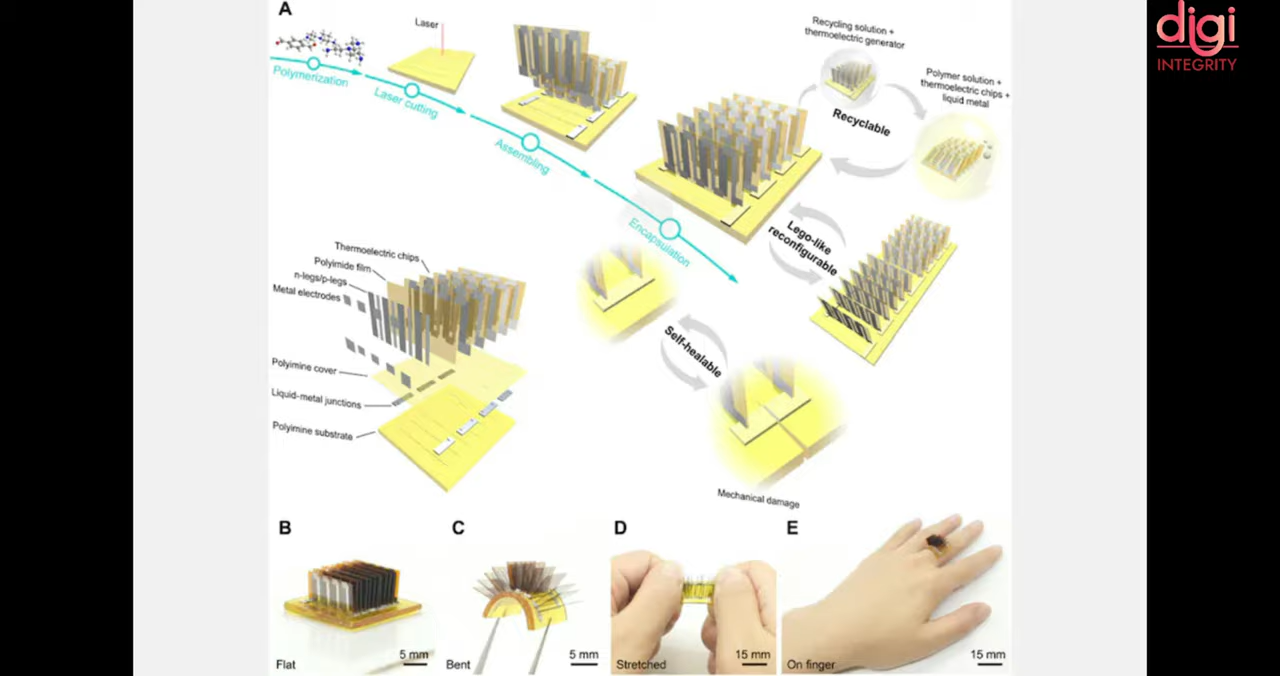 digi
INTEGRITY
A
Laser
Polymerization
Laser cutting
Assembling
Encapsulation
Recycling solution +
thermoelectric generator
Polymer solution +
thermoelectric chips +
liquid metal
Recyclable
Lego-like
reconfigurable
Self-healable
Mechanical damage
Thermoelectric chips
Polyimide film
n-legs/p-legs
Metal electrodes
Polyimine cover
Liquid-metal junctions
Polyimine substrate
B
Flat
5 mm
C
Bent
5 mm
D
Stretched
15 mm
E
On finger
15 mm